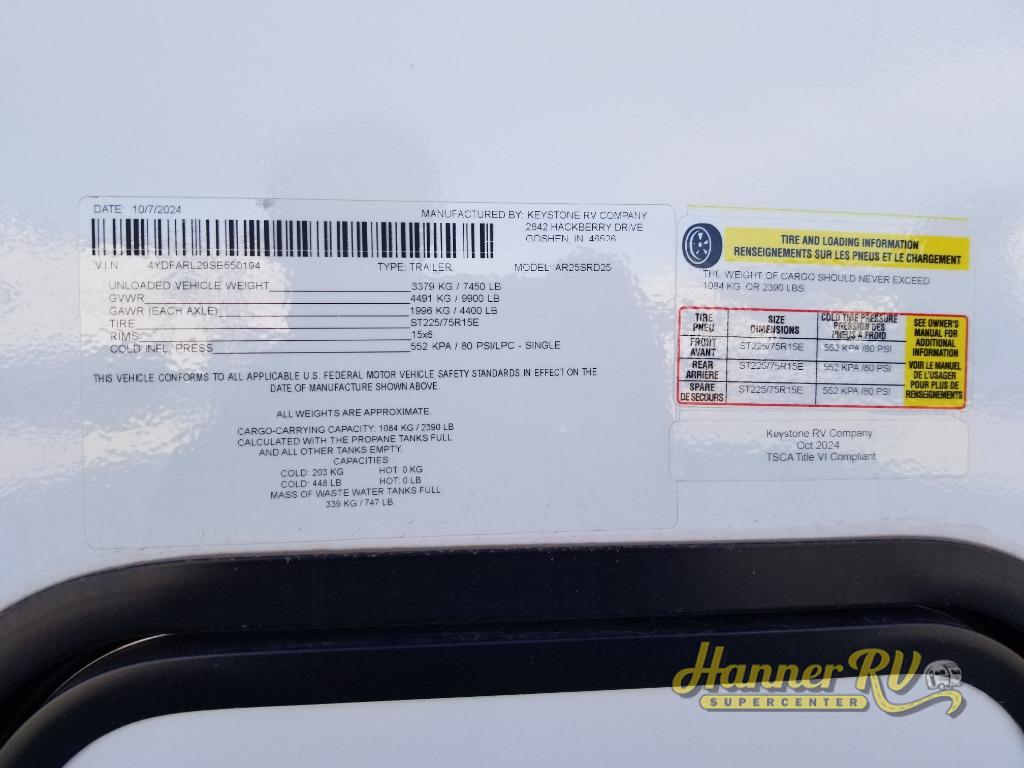 DATE: 10/7/2024
MANUFACTURED BY: KEYSTONE RV COMPANY
2642 HACKBERRY DRIVE
GOSHEN, IN. 46526
VIN 4YDFARL29SE550194 TYPE: TRAILER MODEL: AR25SRD25
UNLOADED VEHICLE WEIGHT 3379 KG / 7450 LB
GVWR 4491 KG / 9900 LB
GAWR (EACH AXLE) 1996 KG / 4400 LB
TIRE ST225/75R15E
RIMS 15x6
COLD INFL. PRESS 552 KPA / 80 PSI/LPC - SINGLE
THIS VEHICLE CONFORMS TO ALL APPLICABLE U.S. FEDERAL MOTOR VEHICLE SAFETY STANDARDS IN EFFECT ON THE
DATE OF MANUFACTURE SHOWN ABOVE.
ALL WEIGHTS ARE APPROXIMATE.
CARGO-CARRYING CAPACITY: 1084 KG / 2390 LB
CALCULATED WITH THE PROPANE TANKS FULL
AND ALL OTHER TANKS EMPTY.
CAPACITIES:
COLD: 203 KG HOT: 0 KG
COLD: 448 LB HOT: 0 LB
MASS OF WASTE WATER TANKS FULL:
339 KG / 747 LB
TIRE AND LOADING INFORMATION
RENSEIGNEMENTS SUR LES PNEUS ET LE CHARGEMENT
THE WEIGHT OF CARGO SHOULD NEVER EXCEED
1084 KG OR 2390 LBS.
TIRE
PNEU
SIZE
DIMENSIONS
COLD TIRE PRESSURE
PRESSION DES
PNEUS A FROID
FRONT
AVANT
ST225/75R15E
552 KPA /80 PSI
REAR
ARRIERE
ST225/75R15E
552 KPA /80 PSI
SPARE
DE SECOURS
ST225/75R15E
552 KPA /80 PSI
SEE OWNER'S
MANUAL FOR
ADDITIONAL
INFORMATION
VOIR LE MANUEL
DE L'USAGER
POUR PLUS DE
RENSEIGNEMENTS
Keystone RV Company
Oct 2024
TSCA Title VI Compliant
Hanner RV
SUPERCENTER